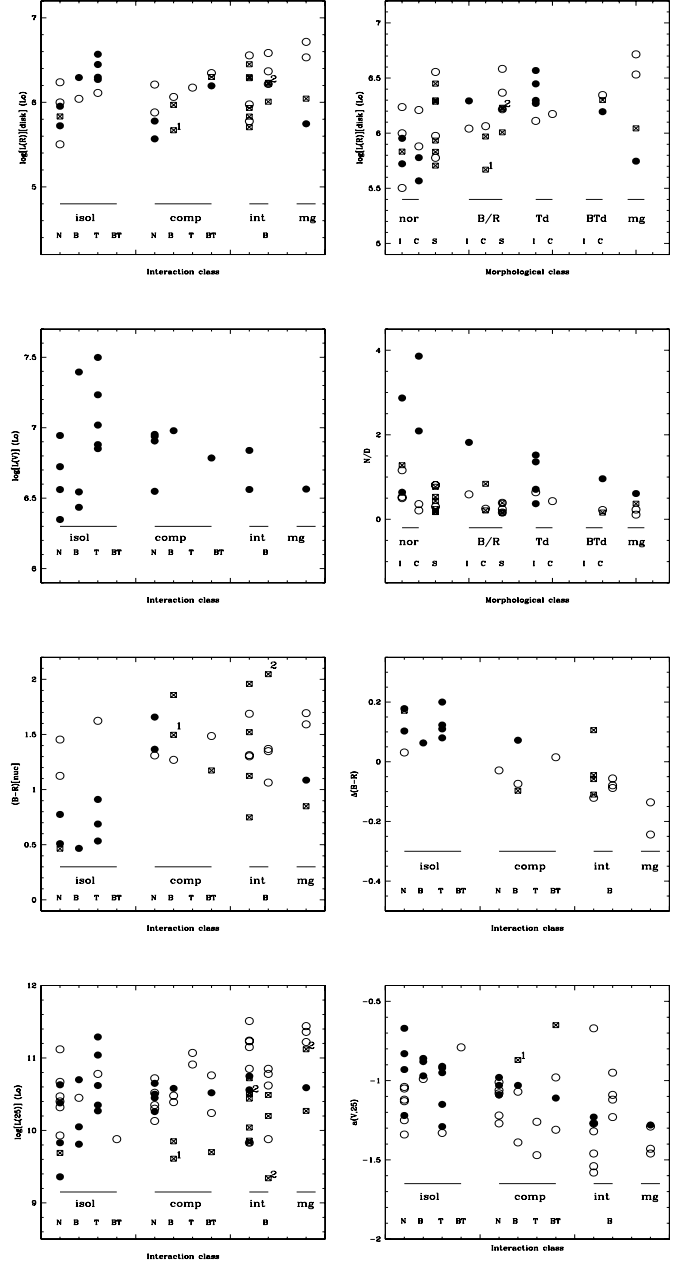 7
6
5
log[L(R)][disk] (Lo)
2
1
isol comp int mg
N B T BT N B T BT B
Interaction class
7
6.5
6
5.5
5
log[L(R)][disk] (Lo)
2
1
nor B/R Td BTd mg
I C S I C S I C I C
Morphological class
7.5
7
6.5
6
log[L(V)] (Lo)
isol comp int mg
N B T BT N B T BT B
Interaction class
4
2
0
N/D
nor B/R Td BTd mg
I C S I C S I C I C
Morphological class
2
1.5
1
0.5
0
(B-R)[nuc]
2
1
isol comp int mg
N B T BT N B T BT B
Interaction class
0.2
0
-0.2
-0.4
Δ(B-R)
isol comp int mg
N B T BT N B T BT B
Interaction class
12
11
10
9
log[L(25)] (Lo)
2
2
1
2
isol comp int mg
N B T BT N B T BT B
Interaction class
-0.5
-1
-1.5
-2
a(V,25)
1
isol comp int mg
N B T BT N B T BT B
Interaction class